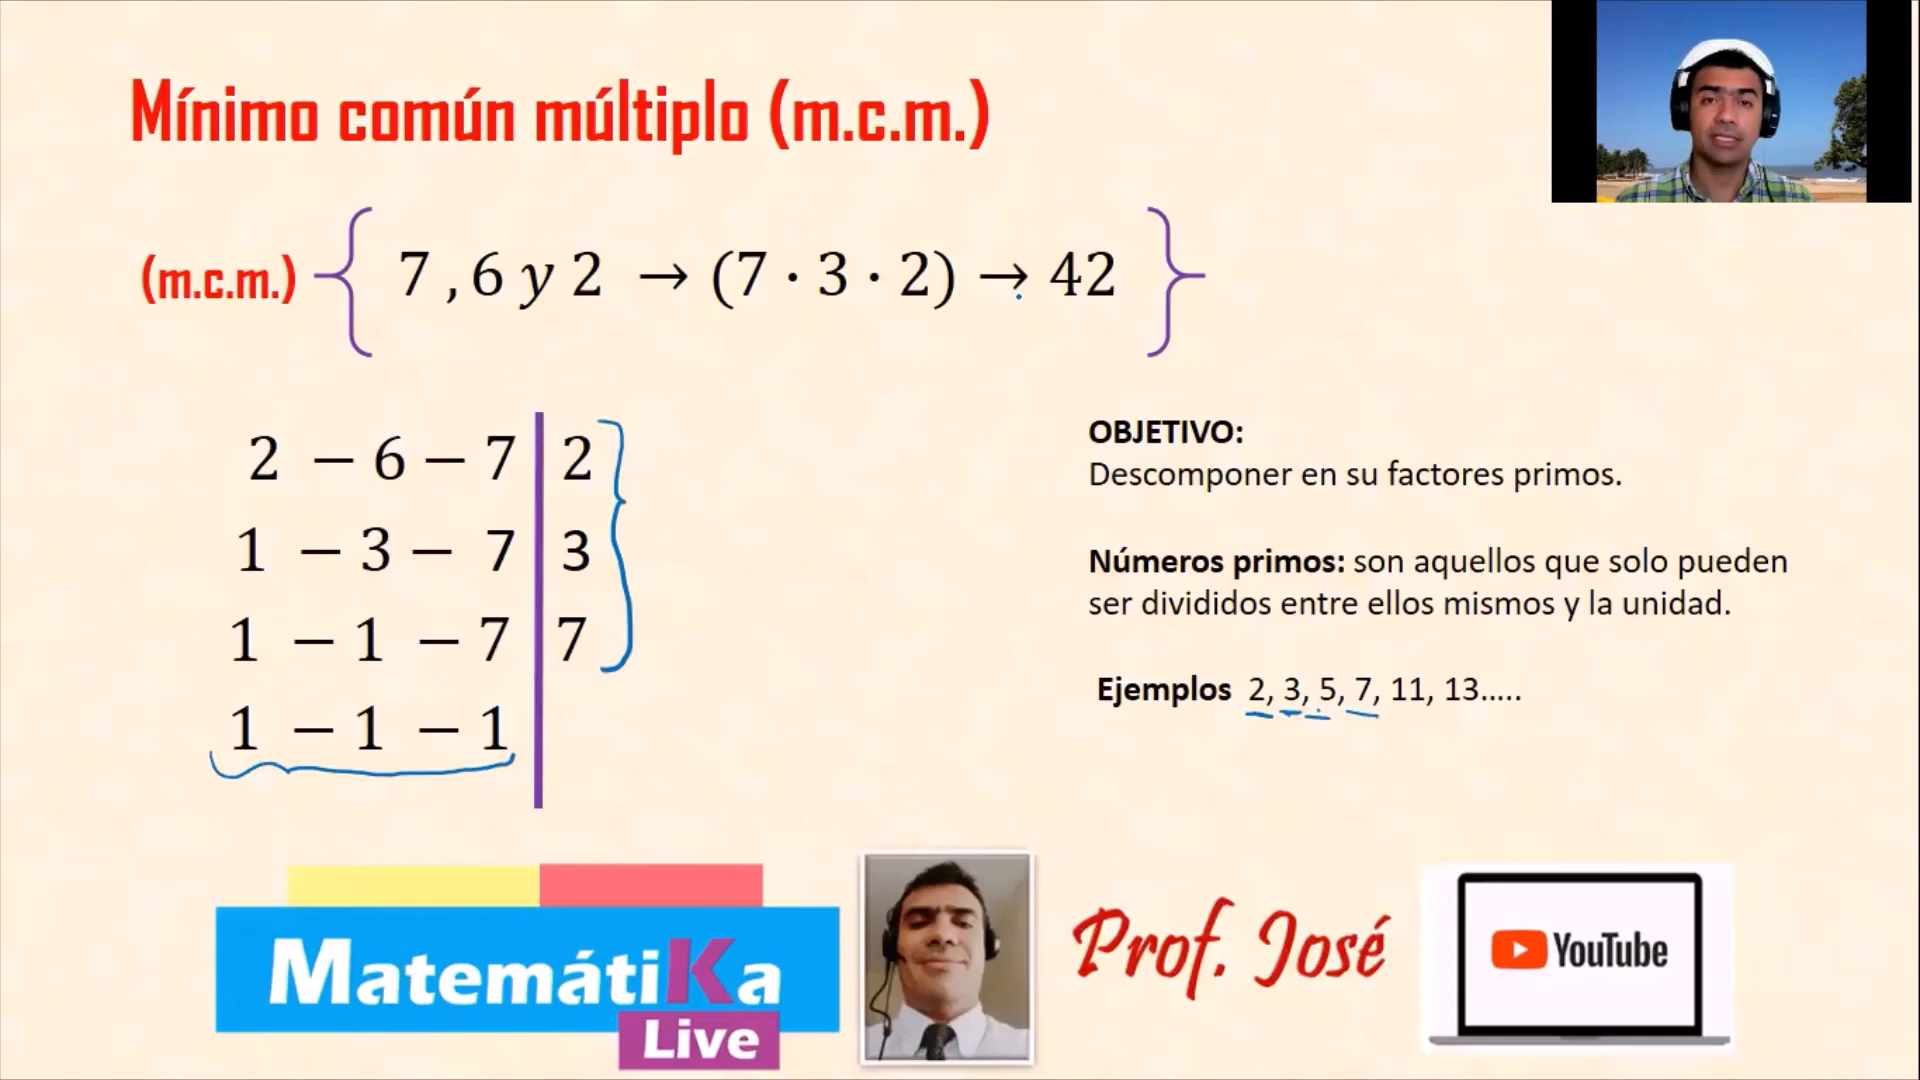 Mínimo común múltiplo (m.c.m.)
(m.c.m.) { 7 , 6 y 2 → (7 · 3 · 2) → 42 }
2 − 6 − 7 | 2
1 − 3 − 7 | 3
1 − 1 − 7 | 7
1 − 1 − 1 |
OBJETIVO:
Descomponer en su factores primos.
Números primos: son aquellos que solo pueden
ser divididos entre ellos mismos y la unidad.
Ejemplos 2, 3, 5, 7, 11, 13.....
MatemátiKa
Live
Prof. José
YouTube